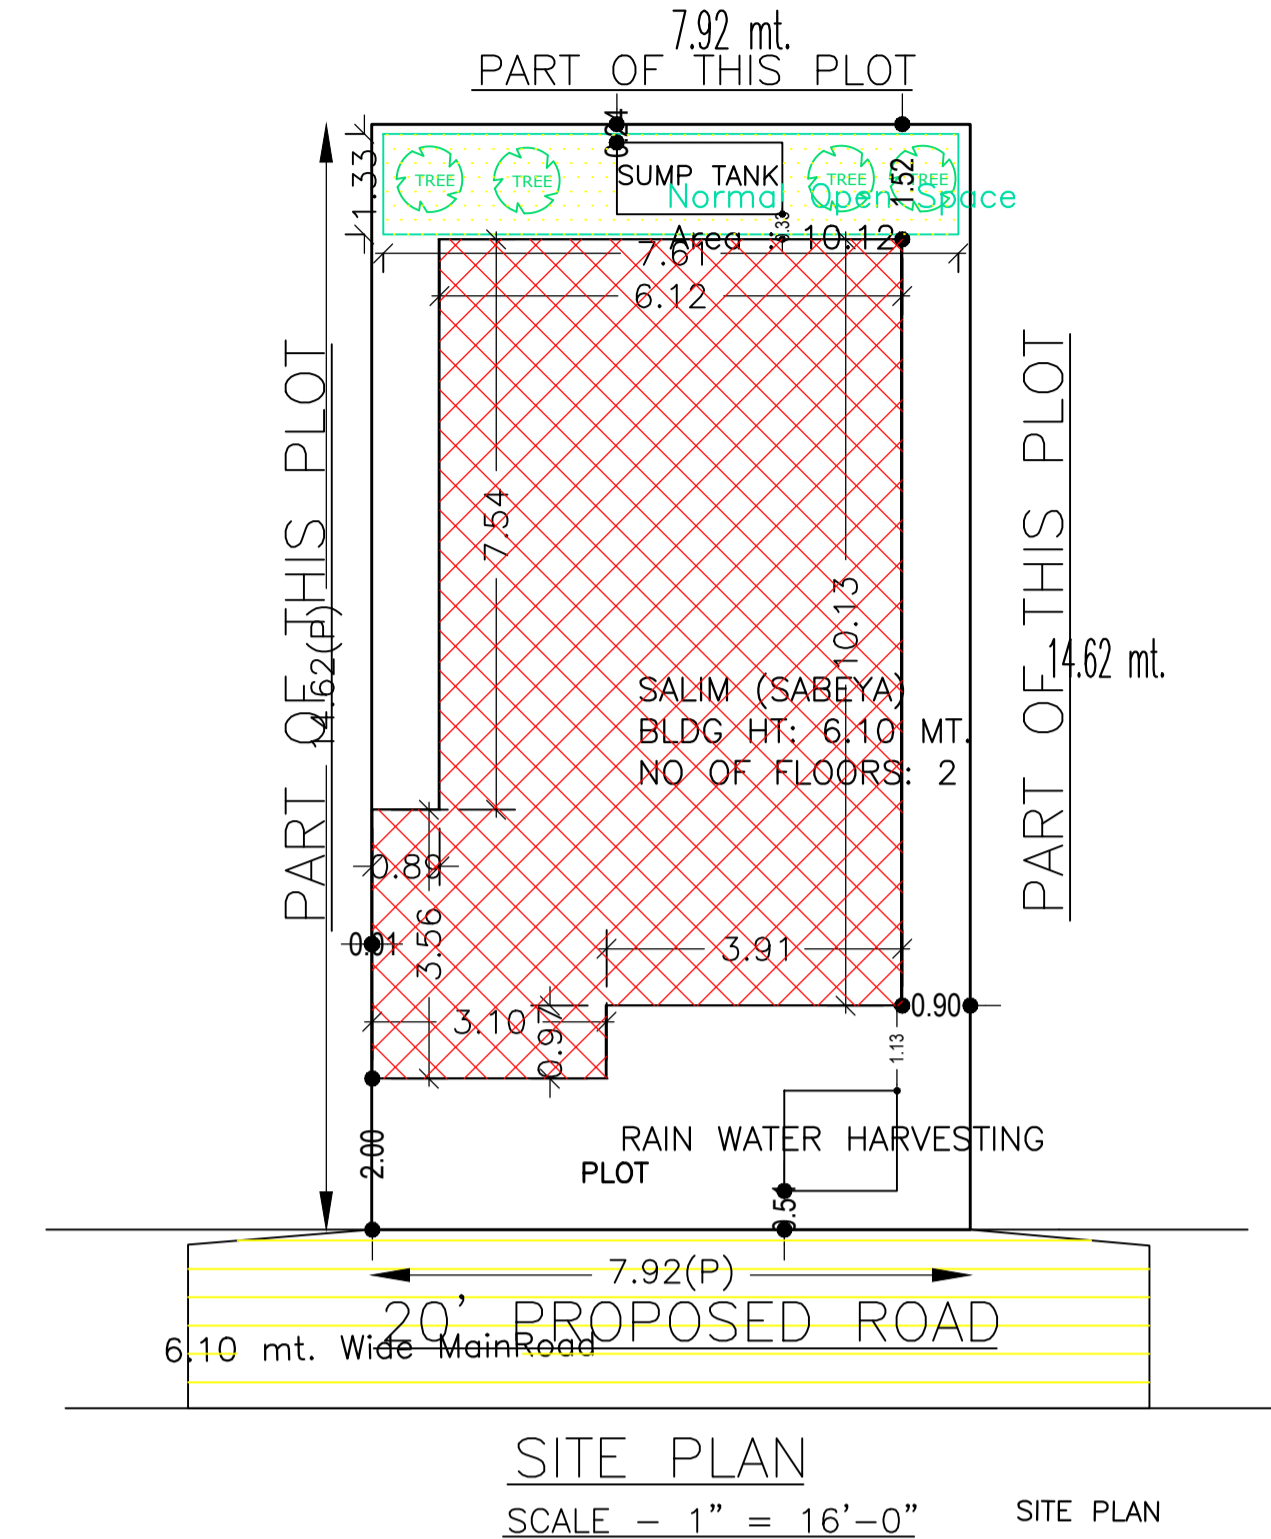 7.92 mt.
PART OF THIS PLOT
0.24
1.33
TREE
TREE
SUMP TANK
TREE
TREE
1.52
Normal Open Space
0.33
Area : 10.12
7.61
6.12
7.54
10.13
PART OF THIS PLOT
14.62(P)
PART OF THIS PLOT
14.62 mt.
SALIM (SABEYA)
BLDG HT: 6.10 MT.
NO OF FLOORS: 2
0.89
3.56
0.01
3.91
3.10
0.97
0.90
1.13
RAIN WATER HARVESTING
PLOT
2.00
7.92(P)
20' PROPOSED ROAD
6.10 mt. Wide MainRoad
SITE PLAN
SCALE - 1" = 16'-0"
SITE PLAN